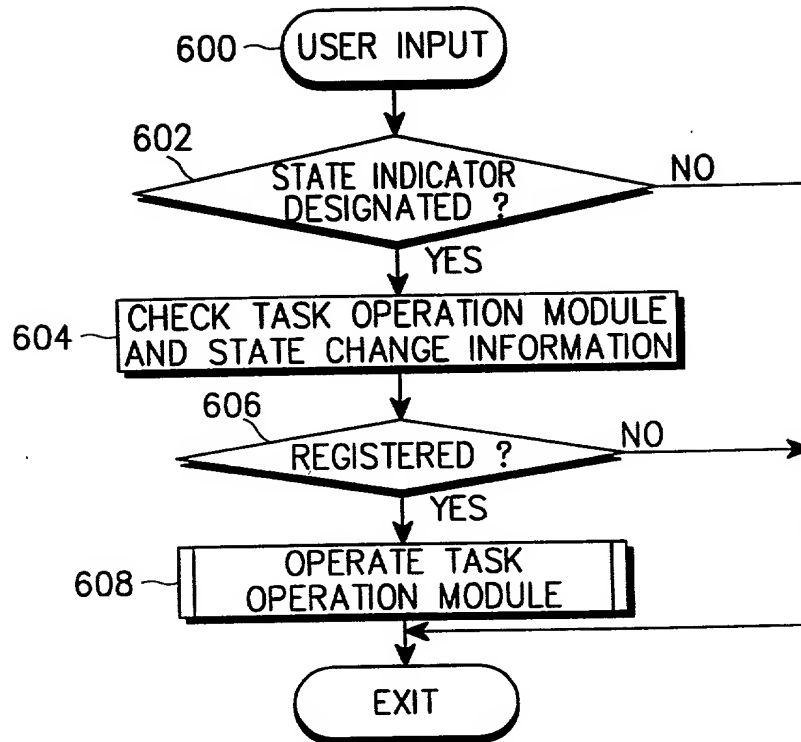 600
USER INPUT
602
STATE INDICATOR
DESIGNATED ?
NO
YES
604
CHECK TASK OPERATION MODULE
AND STATE CHANGE INFORMATION
606
REGISTERED ?
NO
YES
608
OPERATE TASK
OPERATION MODULE
EXIT